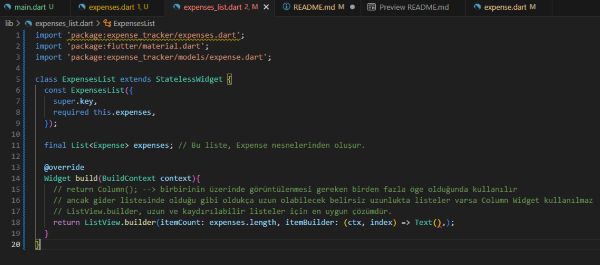 main.dart U
expenses.dart 1, U
expenses_list.dart 2, M
README.md M
Preview README.md
expense.dart U
lib > expenses_list.dart > ExpensesList
1 import 'package:expense_tracker/expenses.dart';
2 import 'package:flutter/material.dart';
3 import 'package:expense_tracker/models/expense.dart';
4
5 class ExpensesList extends StatelessWidget {
6 const ExpensesList({
7 super.key,
8 required this.expenses,
9 });
10
11 final List<Expense> expenses; // Bu liste, Expense nesnelerinden oluşur.
12
13 @override
14 Widget build(BuildContext context){
15 // return Column(); --> birbirinin üzerinde görüntülenmesi gereken birden fazla öge olduğunda kullanılır
16 // ancak gider listesinde olduğu gibi oldukça uzun olabilecek belirsiz uzunlukta listeler varsa Column Widget kullanılmaz
17 // ListView.builder, uzun ve kaydırılabilir listeler için en uygun çözümdür.
18 return ListView.builder(itemCount: expenses.length, itemBuilder: (ctx, index) => Text(),);
19 }
20 }